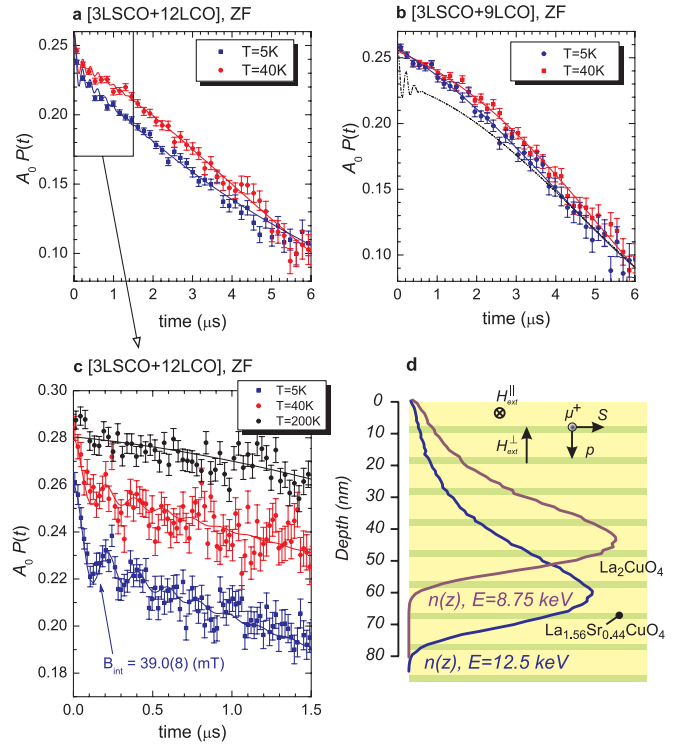 a [3LSCO+12LCO], ZF
T=5K
T=40K
0.25
0.20
0.15
0.10
A0 P(t)
0 1 2 3 4 5 6
time (μs)
b [3LSCO+9LCO], ZF
T=5K
T=40K
0.25
0.20
0.15
0.10
A0 P(t)
0 1 2 3 4 5 6
time (μs)
c [3LSCO+12LCO], ZF
T=5K
T=40K
T=200K
0.30
0.28
0.26
0.24
0.22
0.20
0.18
A0 P(t)
Bint = 39.0(8) (mT)
0.0 0.5 1.0 1.5
time (μs)
d
0
10
20
30
40
50
60
70
80
Depth (nm)
Hext||
Hext⊥
μ+
S
p
La2CuO4
n(z), E=8.75 keV
La1.56Sr0.44CuO4
n(z), E=12.5 keV